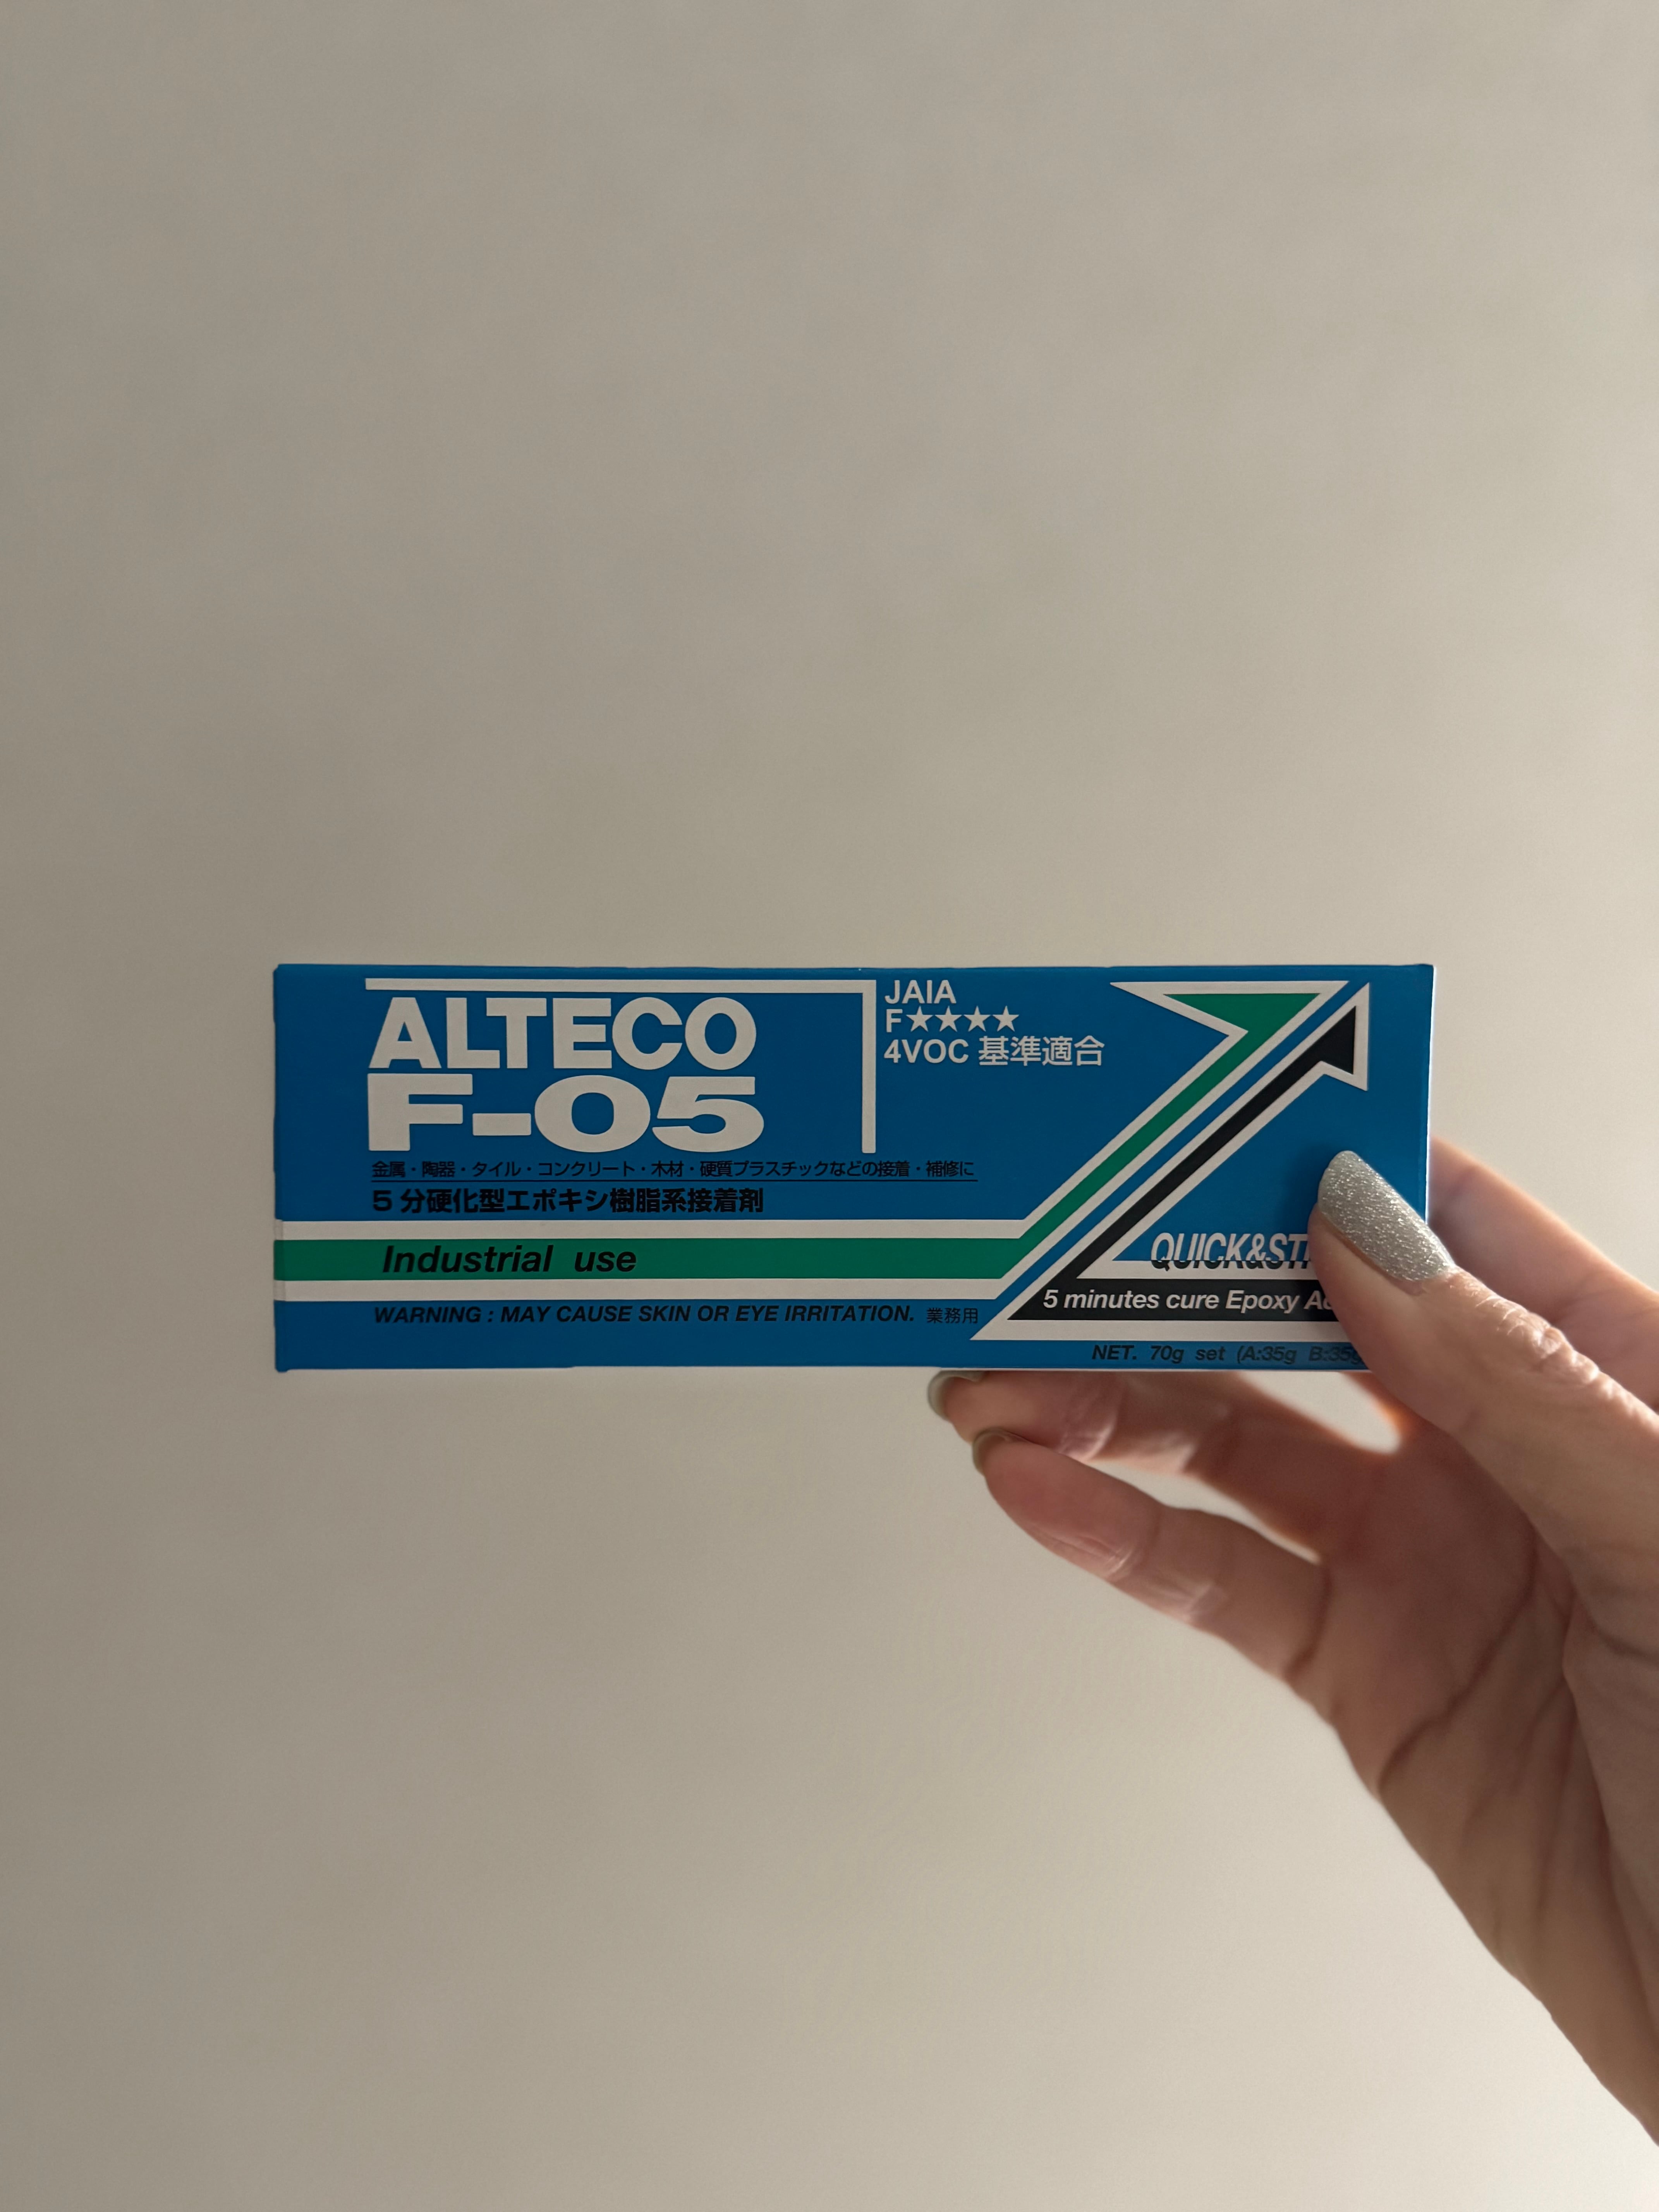 ALTECO
F-05
JAIA
F★★★★
4VOC 基準適合
金属・陶器・タイル・コンクリート・木材・硬質プラスチックなどの接着・補修に
5分硬化型エポキシ樹脂系接着剤
Industrial use
WARNING : MAY CAUSE SKIN OR EYE IRRITATION. 業務用
QUICK&ST
5 minutes cure Epoxy A
NET. 70g set (A:35g B:35g